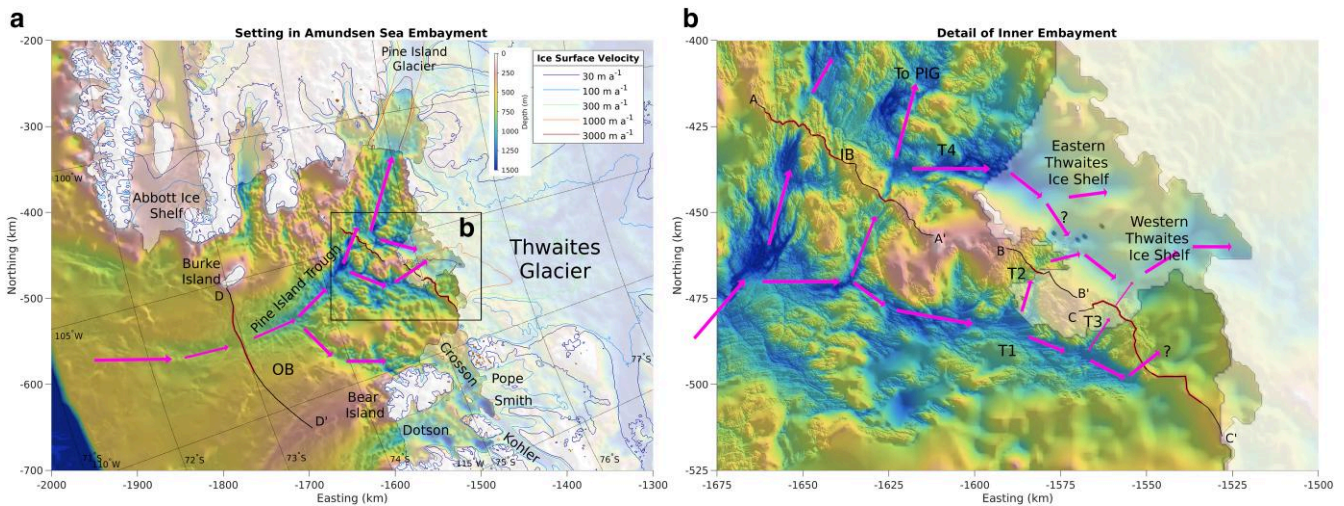 a
Setting in Amundsen Sea Embayment
Northing (km)
-200
-300
-400
-500
-600
-700
-2000
-1900
-1800
-1700
-1600
-1500
-1400
-1300
Easting (km)
Pine Island
Glacier
0
250
500
750
1000
1250
1500
Depth (m)
Ice Surface Velocity
30 m a-1
100 m a-1
300 m a-1
1000 m a-1
3000 m a-1
100°W
Abbott Ice
Shelf
b
Thwaites
Glacier
Burke
Island
D
Pine Island Trough
105°W
OB
D'
Bear
Island
Crosson
Pope
Smith
Dotson
Kohler
77°S
71°S
110°W
72°S
73°S
74°S
115°W
75°S
76°S
b
Detail of Inner Embayment
Northing (km)
-400
-425
-450
-475
-500
-525
-1675
-1650
-1625
-1600
-1575
-1550
-1525
-1500
Easting (km)
To PIG
A
IB
T4
Eastern
Thwaites
Ice Shelf
?
Western
Thwaites
Ice Shelf
A'
B
T2
B'
C
T3
T1
?
C'